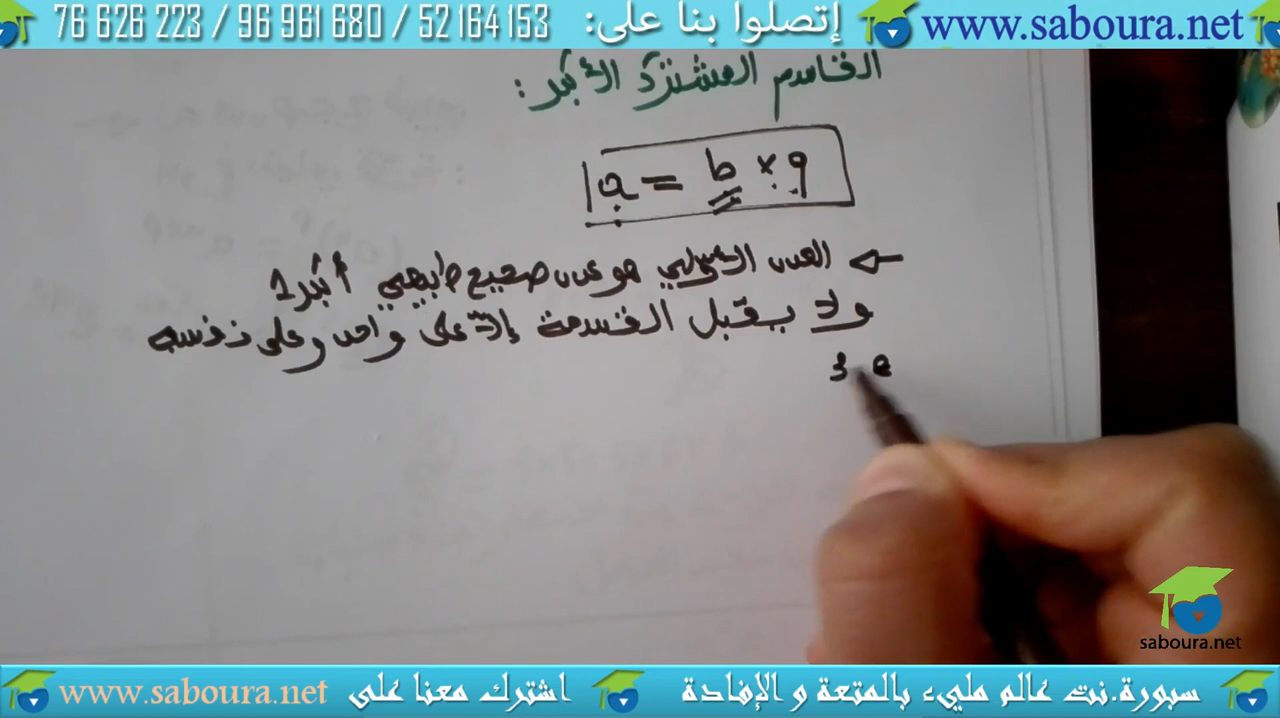 www.saboura.net إتصلوا بنا على: 52 164 153 / 96 961 680 / 76 626 223
القاسم المشترك الأكبر :
a = b × q
العدد الأولي هو عدد صحيح طبيعي أكبر 1
ولا يقبل القسمة إلا على واحد وعلى نفسه
3
saboura.net
سبورة.نت عالم مليء بالمتعة و الإفادة اشترك معنا على www.saboura.net